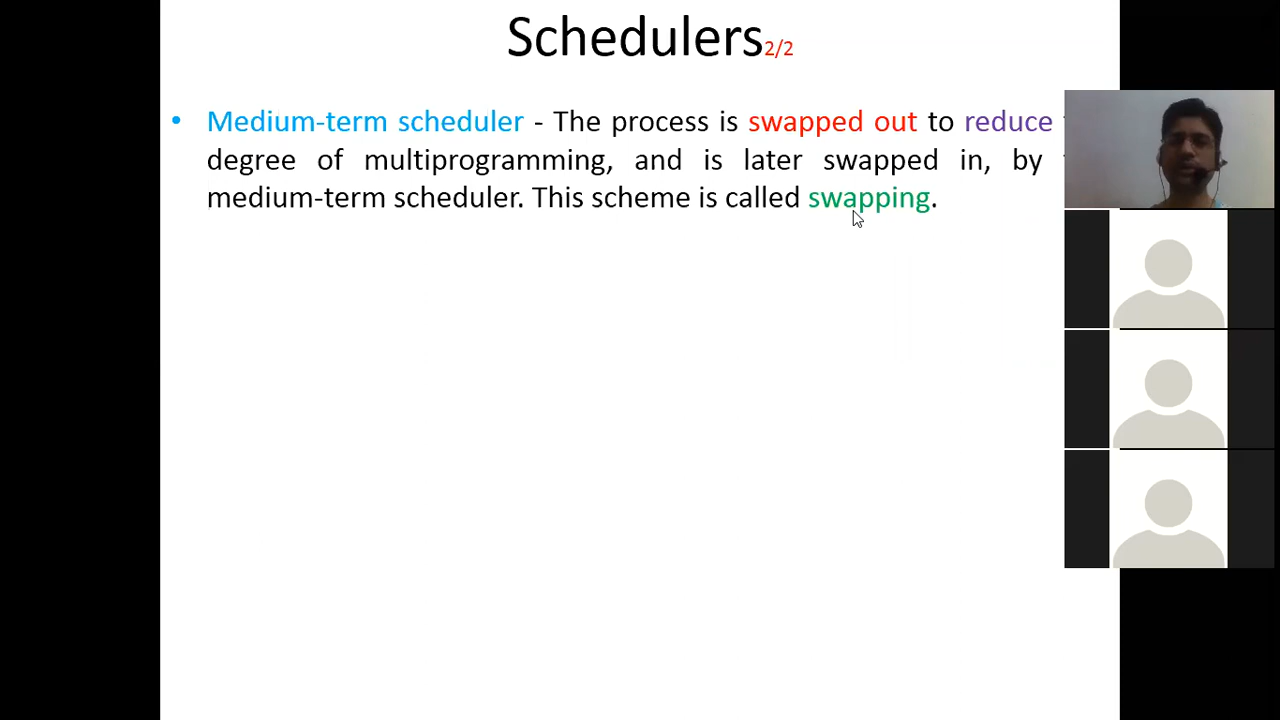 Schedulers2/2
• Medium-term scheduler - The process is swapped out to reduce
degree of multiprogramming, and is later swapped in, by
medium-term scheduler. This scheme is called swapping.